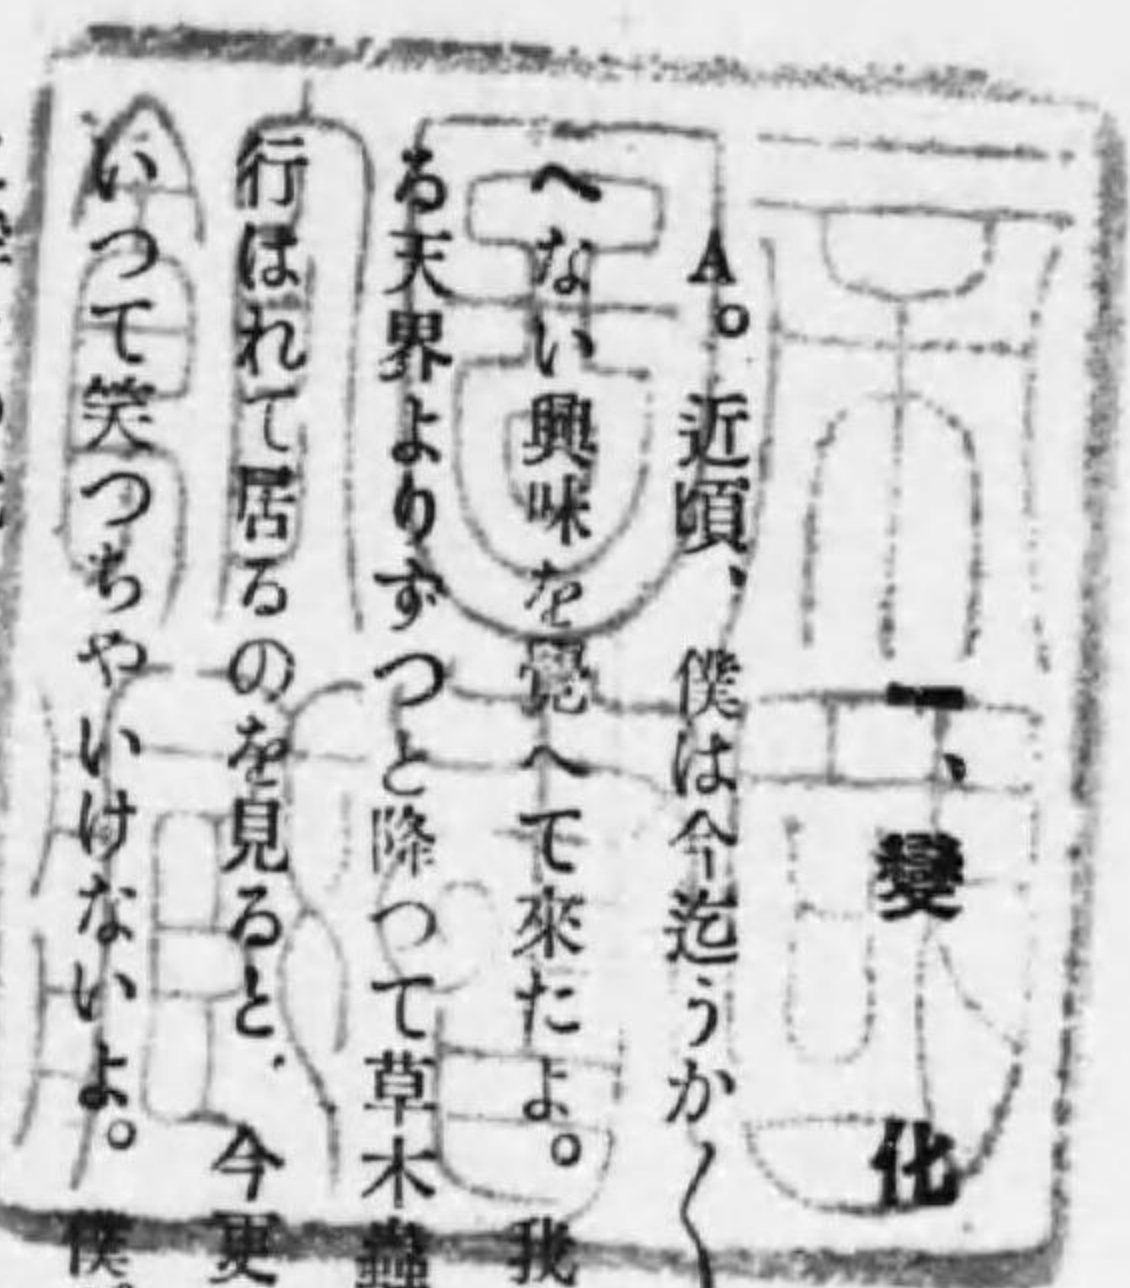 一、變化
A。近頃、僕は今迄うか〱
へない興味を覺へて來たよ。我
る天界よりずつと降つて草木蟲
行はれて居るのを見ると、今更
いつて笑つちやいけないよ。僕